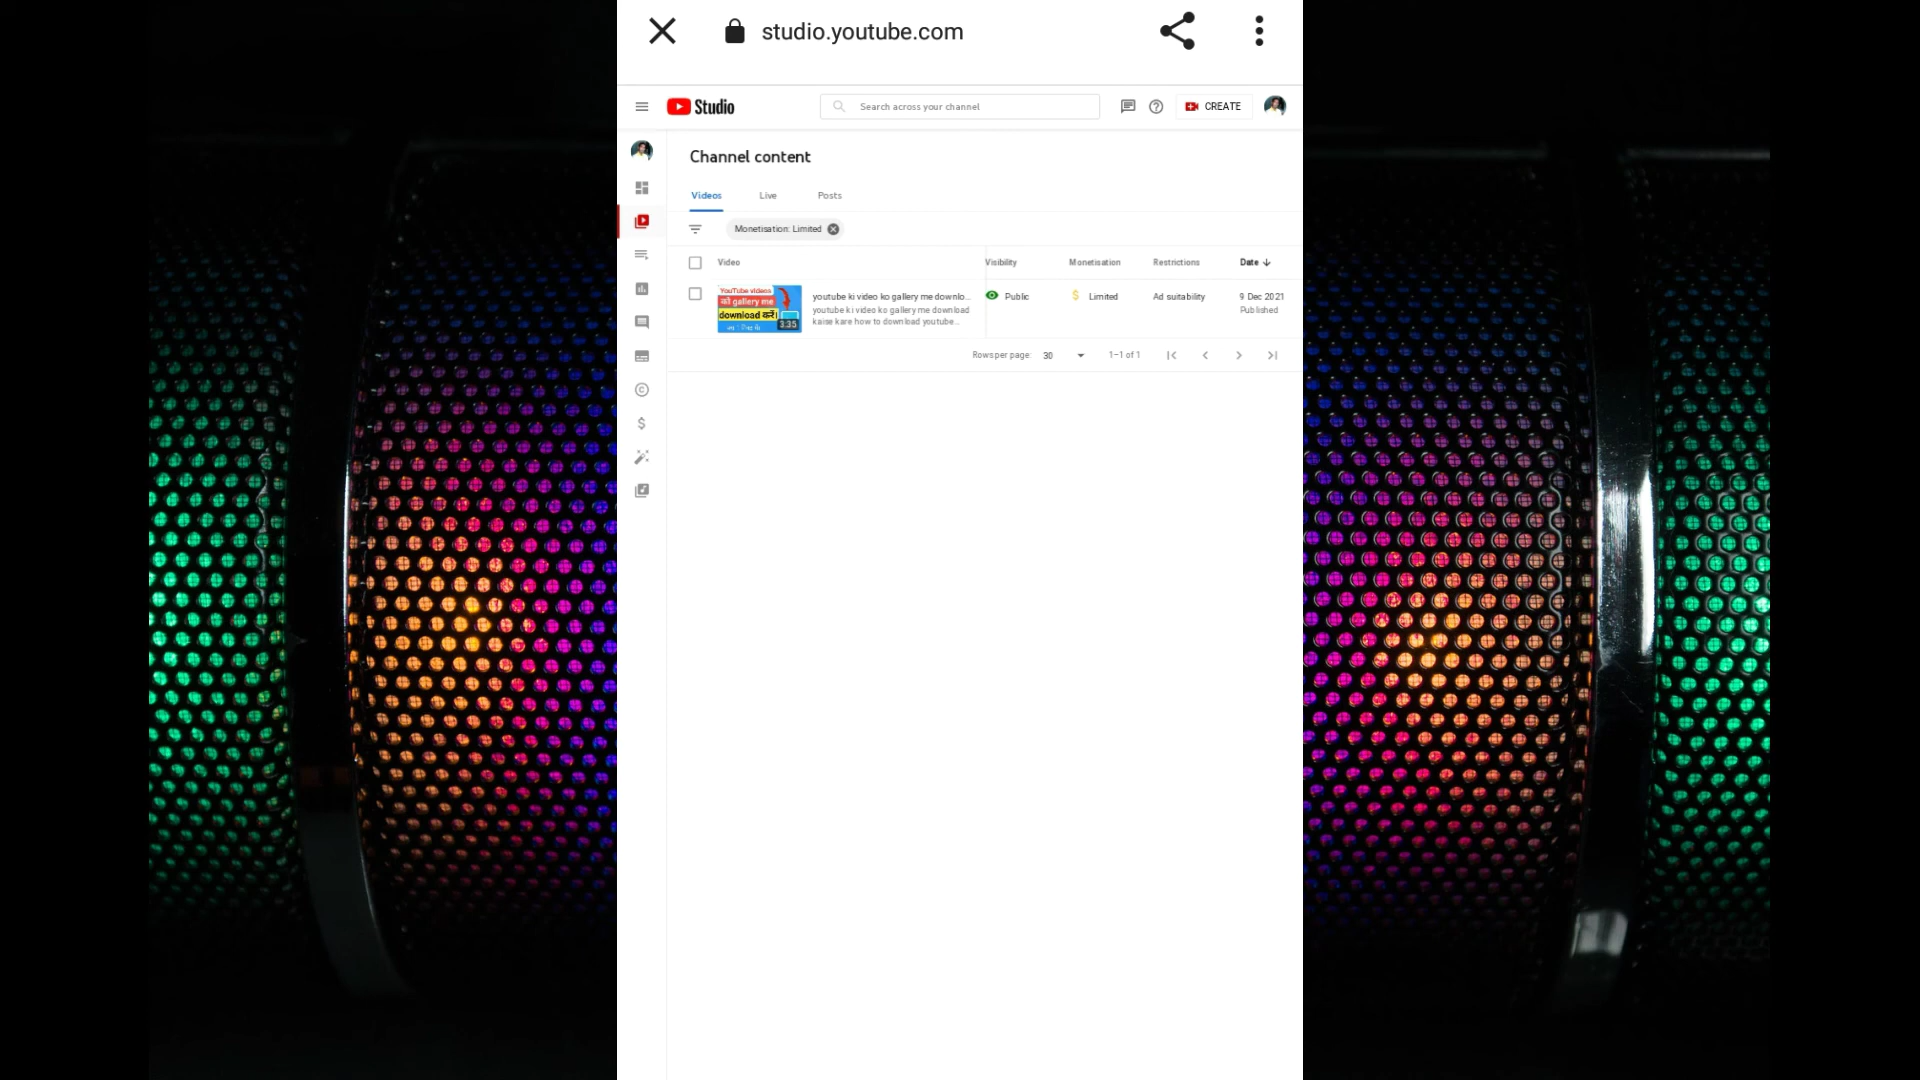 studio.youtube.com
Studio
Search across your channel
CREATE
Channel content
Videos Live Posts
Monetisation: Limited
Video Visibility Monetisation Restrictions Date
YouTube videos
को gallery me
download करें।
3:35
youtube ki video ko gallery me downlo...
youtube ki video ko gallery me download
kaise kare how to download youtube...
Public Limited Ad suitability 9 Dec 2021
Published
Rows per page: 30 1–1 of 1